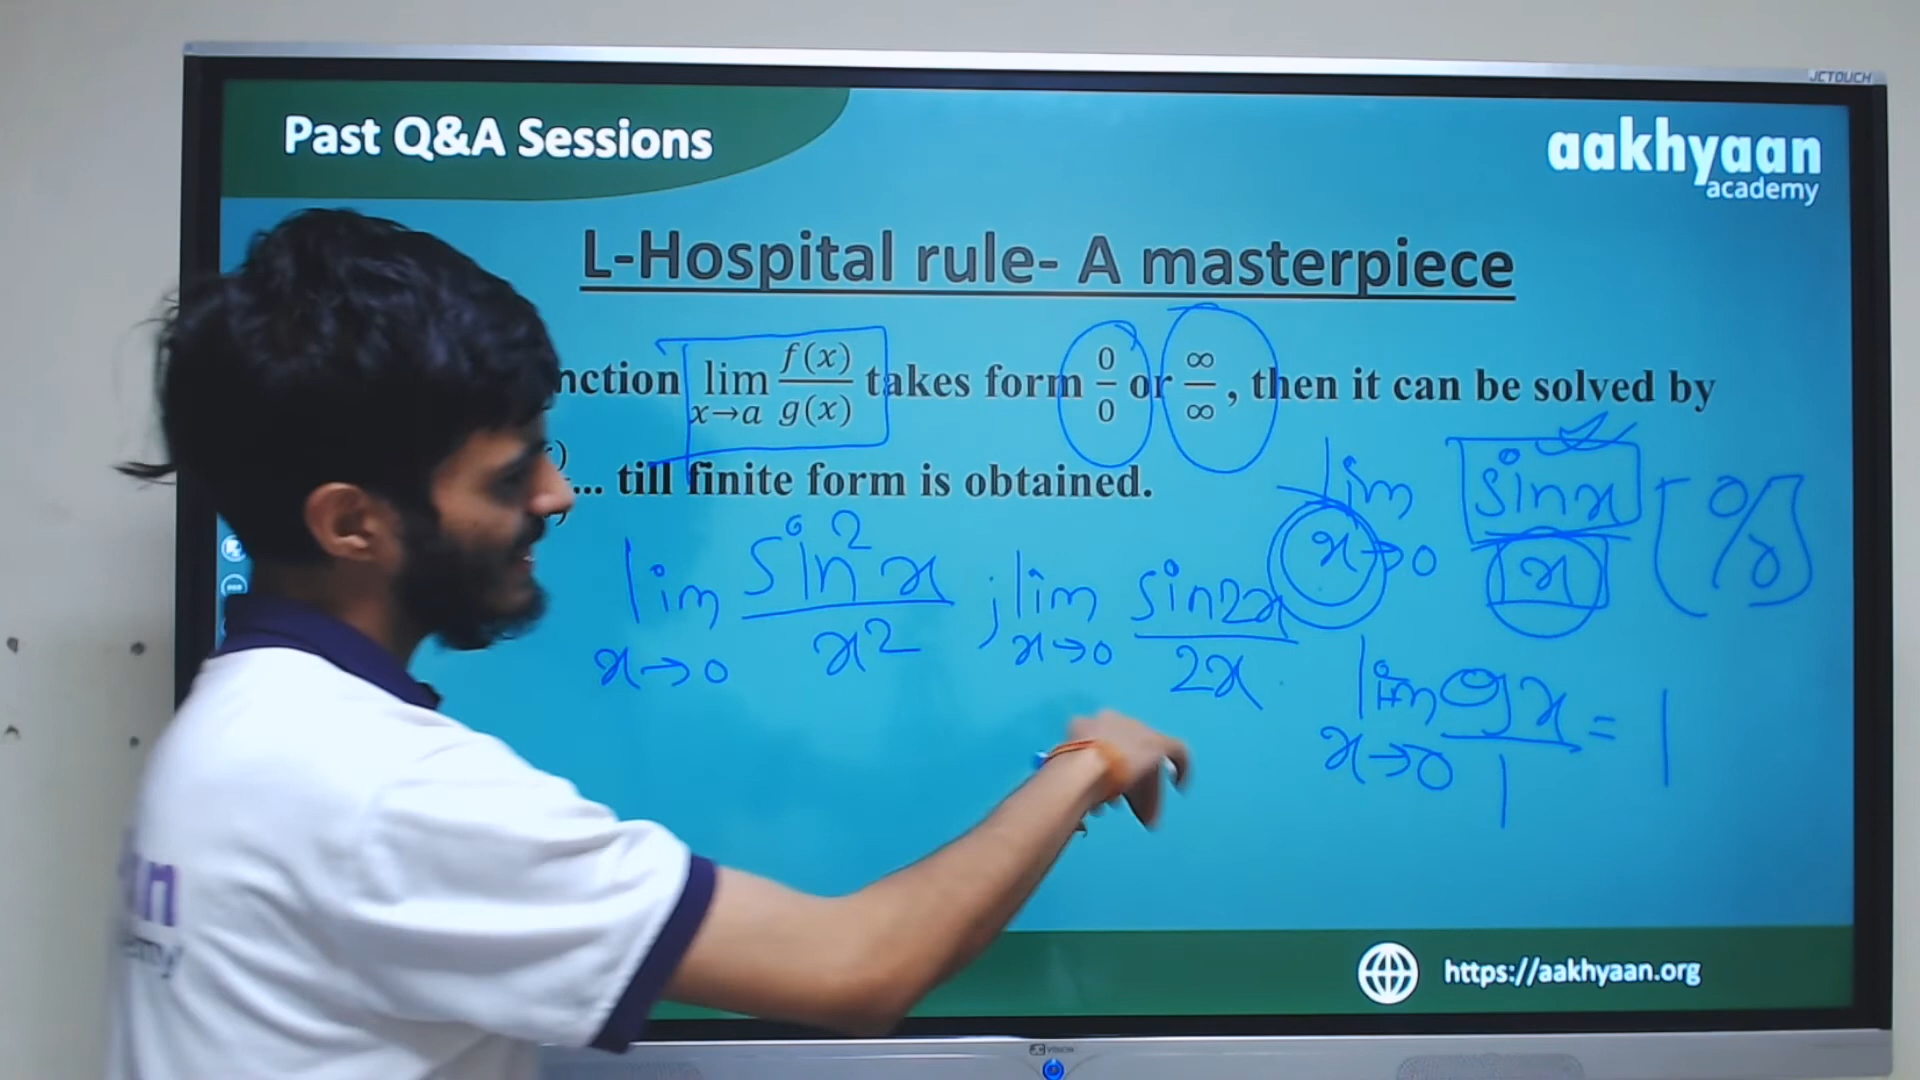 JCTOUCH
Past Q&A Sessions
aakhyaan
academy
L-Hospital rule- A masterpiece
nction lim x→a f(x)/g(x) takes form 0/0 or ∞/∞ , then it can be solved by
... till finite form is obtained.
lim x→0 sin x / x [0/0]
lim x→0 sin²x / x² ; lim x→0 sin2x / 2x
lim x→0 x / 1 = 1
https://aakhyaan.org